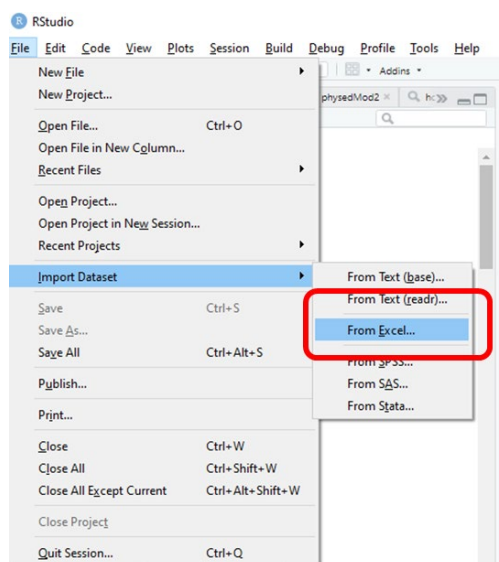 RStudio
File Edit Code View Plots Session Build Debug Profile Tools Help
New File
Addins
New Project...
physedMod2
Open File... Ctrl+O
Open File in New Column...
Recent Files
Open Project...
Open Project in New Session...
Recent Projects
Import Dataset
From Text (base)...
From Text (readr)...
From Excel...
From SPSS...
From SAS...
From Stata...
Save Ctrl+S
Save As...
Save All Ctrl+Alt+S
Publish...
Print...
Close Ctrl+W
Close All Ctrl+Shift+W
Close All Except Current Ctrl+Alt+Shift+W
Close Project
Quit Session... Ctrl+Q